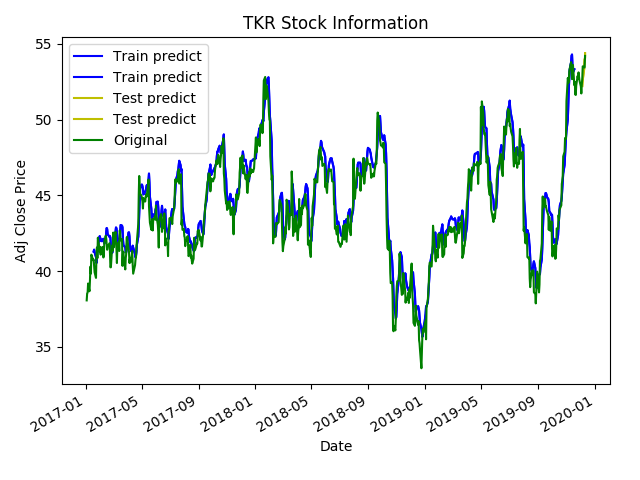 TKR Stock Information
Train predict
Train predict
Test predict
Test predict
Original
Adj Close Price
55
50
45
40
35
2017-01
2017-05
2017-09
2018-01
2018-05
2018-09
2019-01
2019-05
2019-09
2020-01
Date